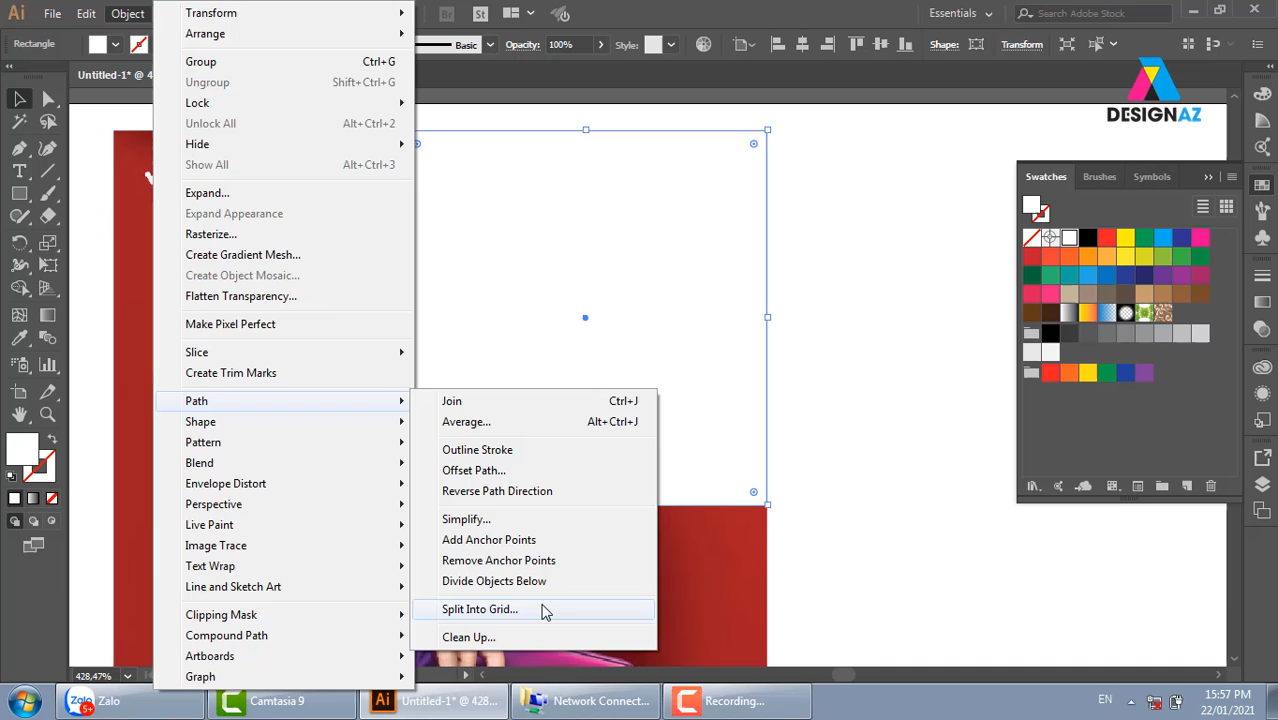 Ai File Edit Object Br St Essentials Search Adobe Stock
Rectangle Basic Opacity: 100% Style: Shape: Transform
Untitled-1* @ 4
Transform
Arrange
Group Ctrl+G
Ungroup Shift+Ctrl+G
Lock
Unlock All Alt+Ctrl+2
Hide
Show All Alt+Ctrl+3
Expand...
Expand Appearance
Rasterize...
Create Gradient Mesh...
Create Object Mosaic...
Flatten Transparency...
Make Pixel Perfect
Slice
Create Trim Marks
Path
Shape
Pattern
Blend
Envelope Distort
Perspective
Live Paint
Image Trace
Text Wrap
Line and Sketch Art
Clipping Mask
Compound Path
Artboards
Graph
Join Ctrl+J
Average... Alt+Ctrl+J
Outline Stroke
Offset Path...
Reverse Path Direction
Simplify...
Add Anchor Points
Remove Anchor Points
Divide Objects Below
Split Into Grid...
Clean Up...
DESIGNAZ
Swatches Brushes Symbols
428,47%
Zalo 5+ Zalo
C Camtasia 9
Ai Untitled-1* @ 428...
Network Connect...
C Recording...
EN
15:57 PM
22/01/2021